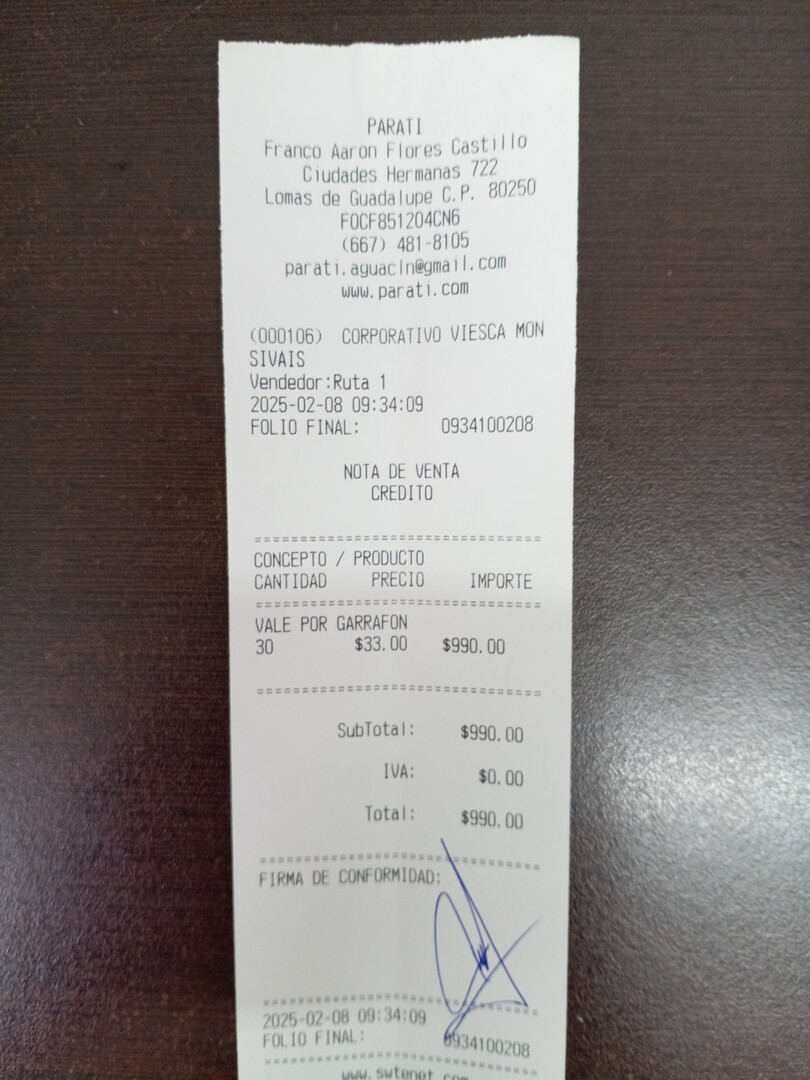 PARATI
Franco Aaron Flores Castillo
Ciudades Hermanas 722
Lomas de Guadalupe C.P. 80250
FOCF851204CN6
(667) 481-8105
parati.aguacln@gmail.com
www.parati.com
(000106) CORPORATIVO VIESCA MON
SIVAIS
Vendedor:Ruta 1
2025-02-08 09:34:09
FOLIO FINAL: 0934100208
NOTA DE VENTA
CREDITO
===================================
CONCEPTO / PRODUCTO
CANTIDAD PRECIO IMPORTE
===================================
VALE POR GARRAFON
30 $33.00 $990.00
===================================
SubTotal: $990.00
IVA: $0.00
Total: $990.00
===================================
FIRMA DE CONFORMIDAD:
===================================
2025-02-08 09:34:09
FOLIO FINAL: 0934100208
===================================
www.swtenet.com